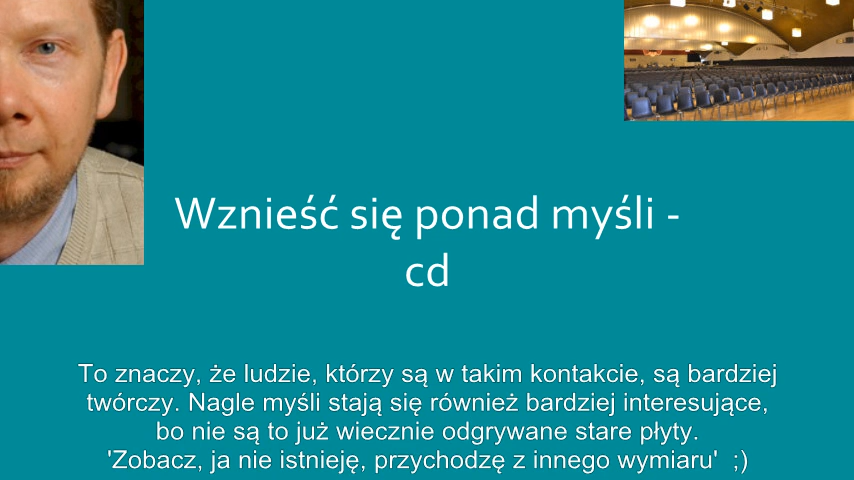 Wznieść się ponad myśli -
cd
To znaczy, że ludzie, którzy są w takim kontakcie, są bardziej
twórczy. Nagle myśli stają się również bardziej interesujące,
bo nie są to już wiecznie odgrywane stare płyty.
'Zobacz, ja nie istnieję, przychodzę z innego wymiaru'  ;)